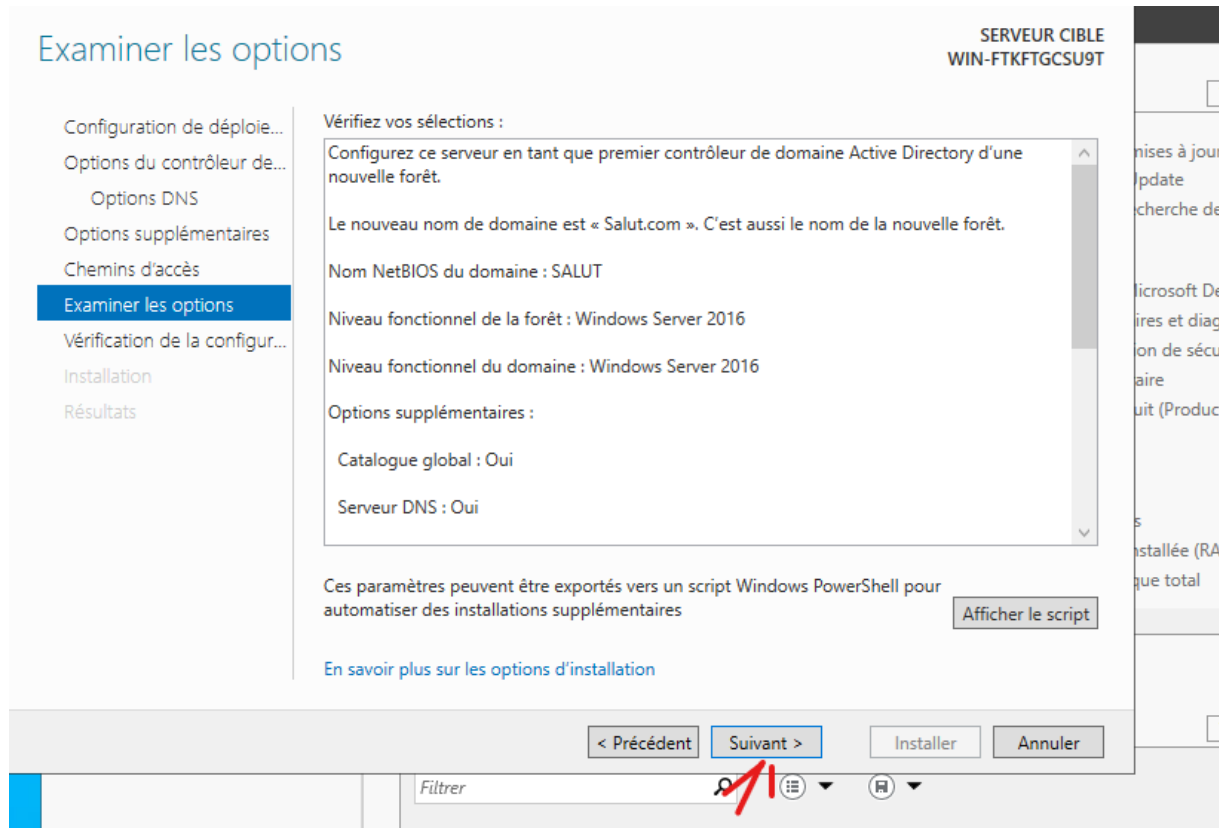 Examiner les options
SERVEUR CIBLE
WIN-FTKFTGCSU9T
Configuration de déploie...
Options du contrôleur de...
Options DNS
Options supplémentaires
Chemins d'accès
Examiner les options
Vérification de la configur...
Installation
Résultats
Vérifiez vos sélections :
Configurez ce serveur en tant que premier contrôleur de domaine Active Directory d'une
nouvelle forêt.
Le nouveau nom de domaine est « Salut.com ». C'est aussi le nom de la nouvelle forêt.
Nom NetBIOS du domaine : SALUT
Niveau fonctionnel de la forêt : Windows Server 2016
Niveau fonctionnel du domaine : Windows Server 2016
Options supplémentaires :
Catalogue global : Oui
Serveur DNS : Oui
Ces paramètres peuvent être exportés vers un script Windows PowerShell pour
automatiser des installations supplémentaires
Afficher le script
En savoir plus sur les options d'installation
< Précédent
Suivant >
Installer
Annuler
Filtrer
mises à jour
Update
echerche de
Microsoft De
ires et diag
ion de sécu
aire
uit (Produc
s
nstallée (RA
que total